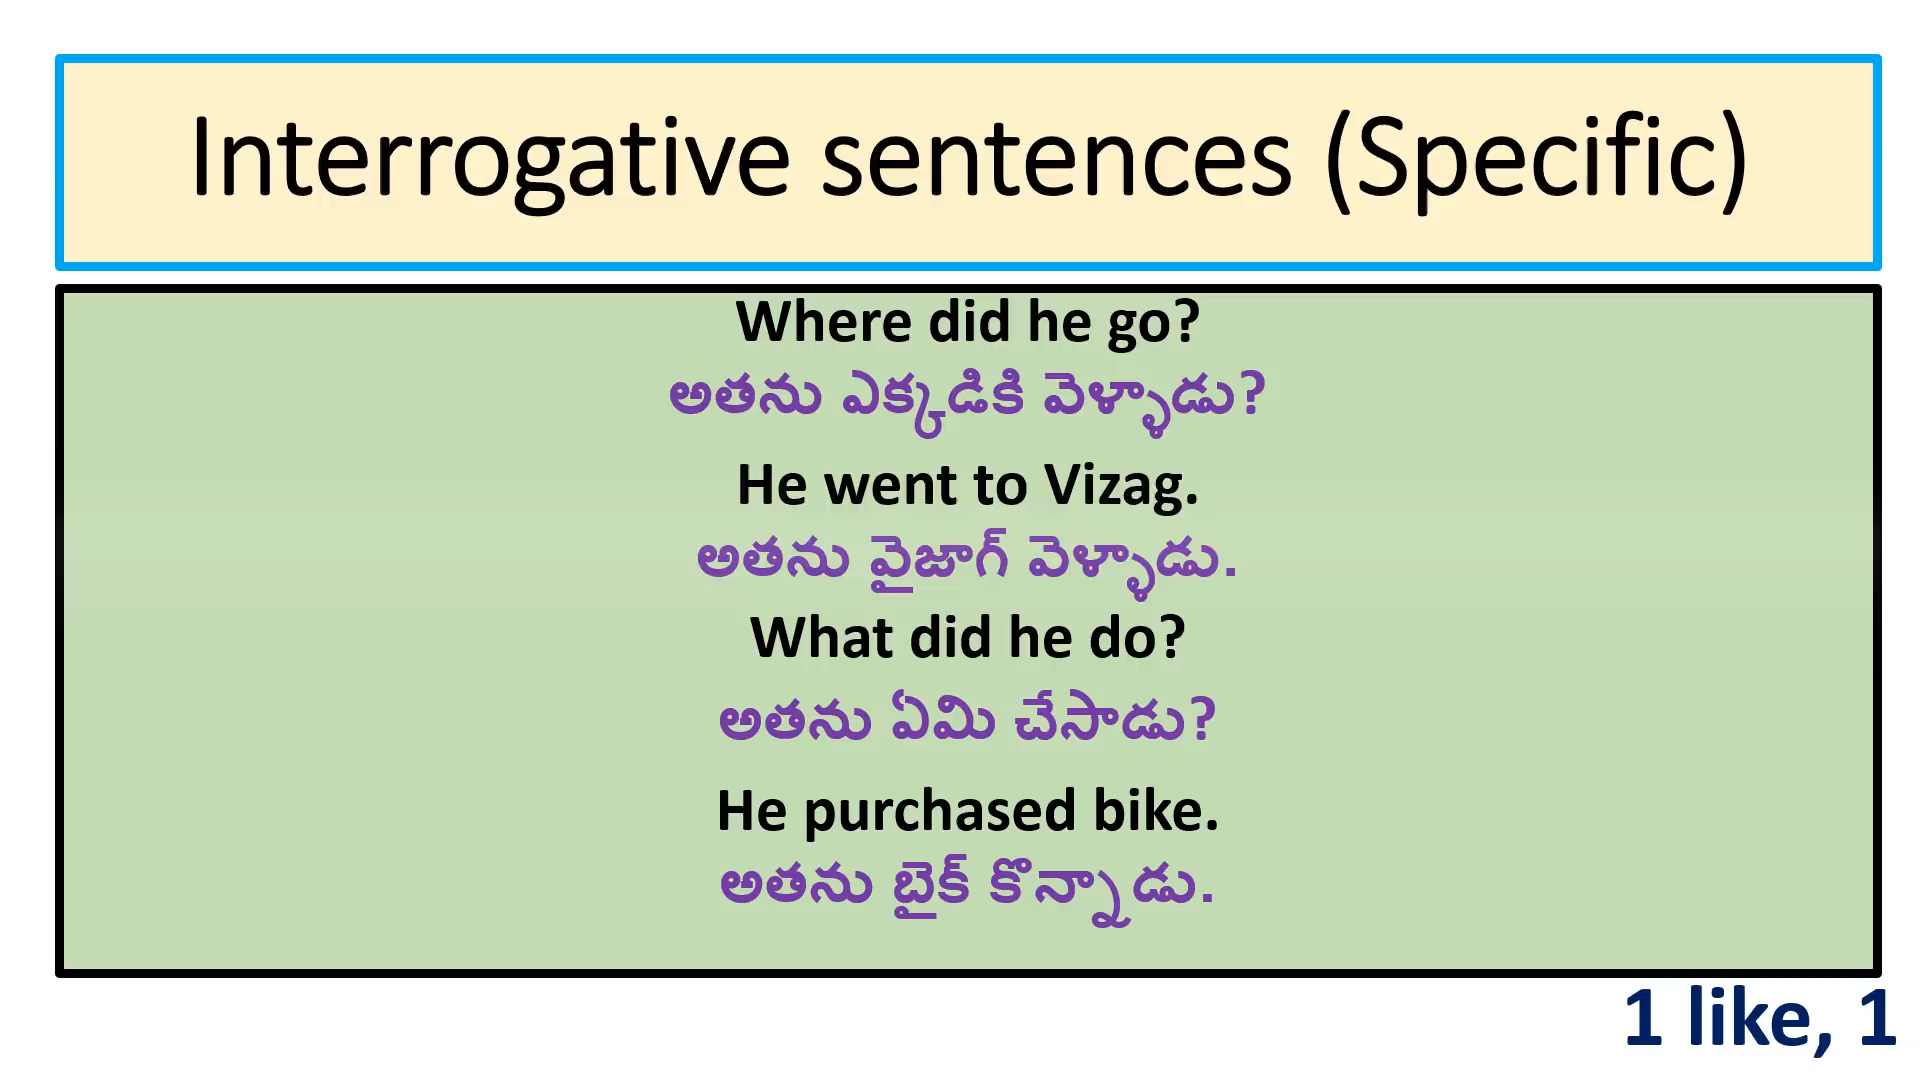 Interrogative sentences (Specific)
Where did he go?
అతను ఎక్కడికి వెళ్ళాడు?
He went to Vizag.
అతను వైజాగ్ వెళ్ళాడు.
What did he do?
అతను ఏమి చేసాడు?
He purchased bike.
అతను బైక్ కొన్నాడు.
1 like, 1